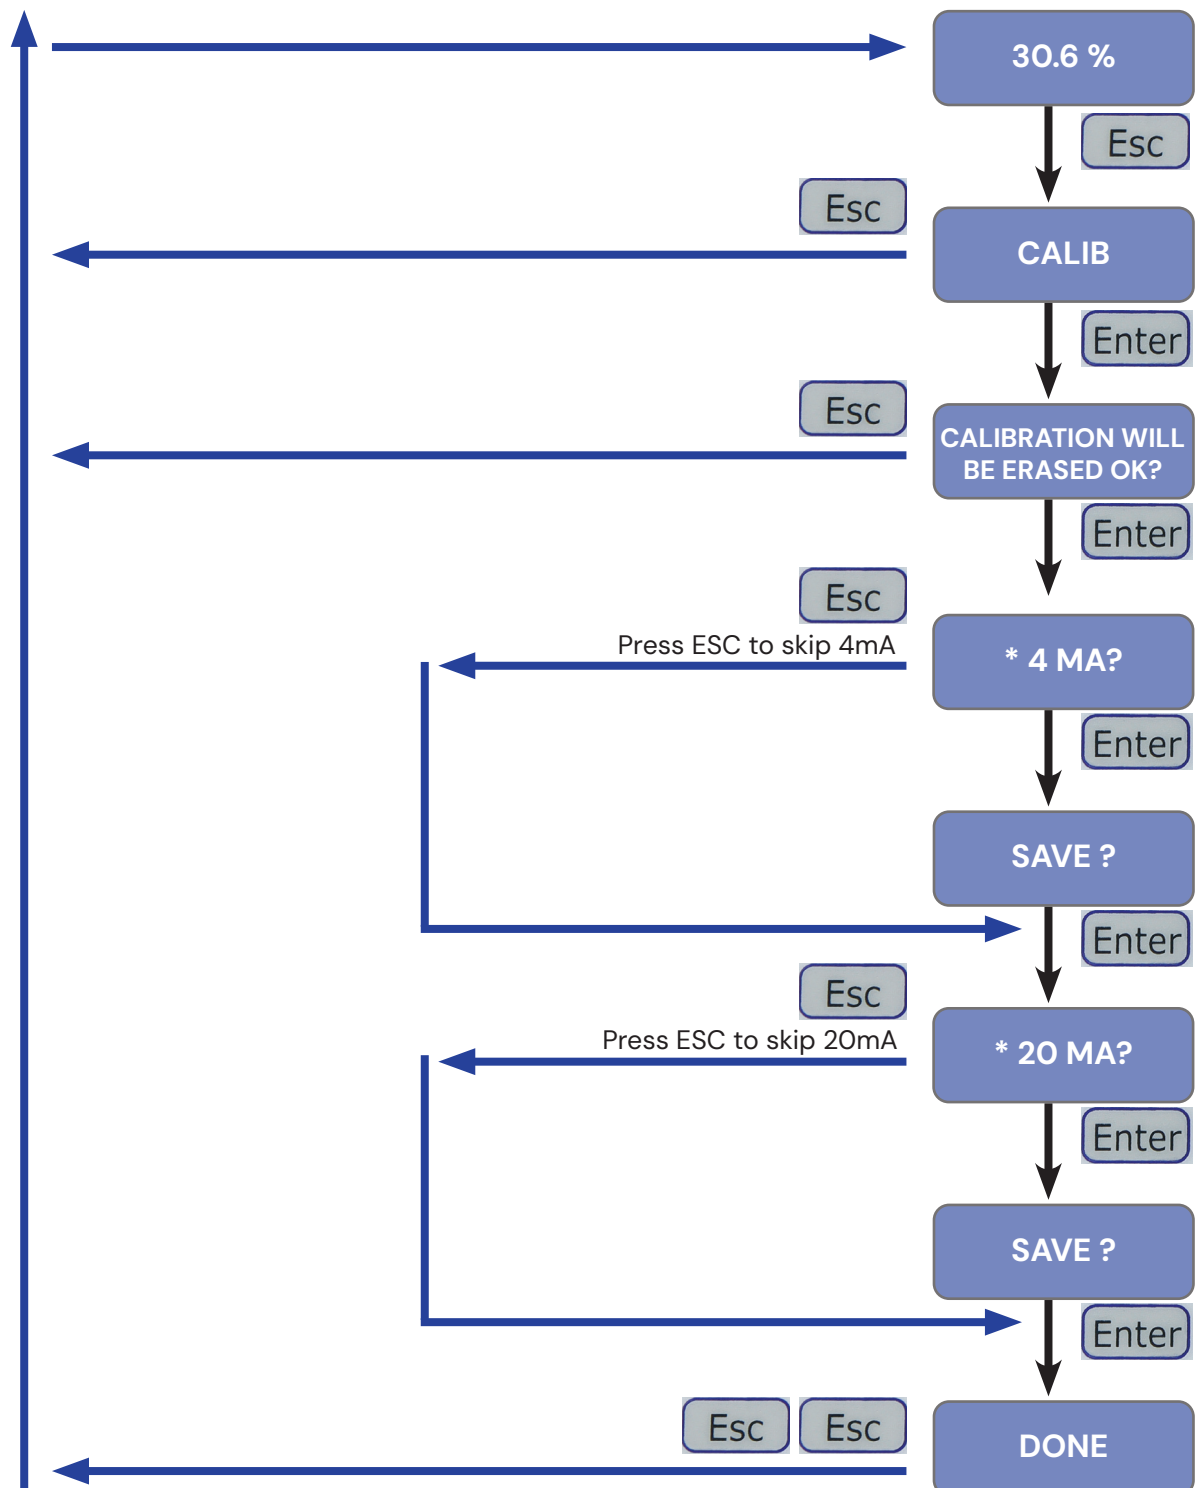 30.6 %
Esc
Esc
CALIB
Enter
Esc
CALIBRATION WILL
BE ERASED OK?
Enter
Esc
Press ESC to skip 4mA
* 4 MA?
Enter
SAVE ?
Enter
Esc
Press ESC to skip 20mA
* 20 MA?
Enter
SAVE ?
Enter
Esc Esc
DONE